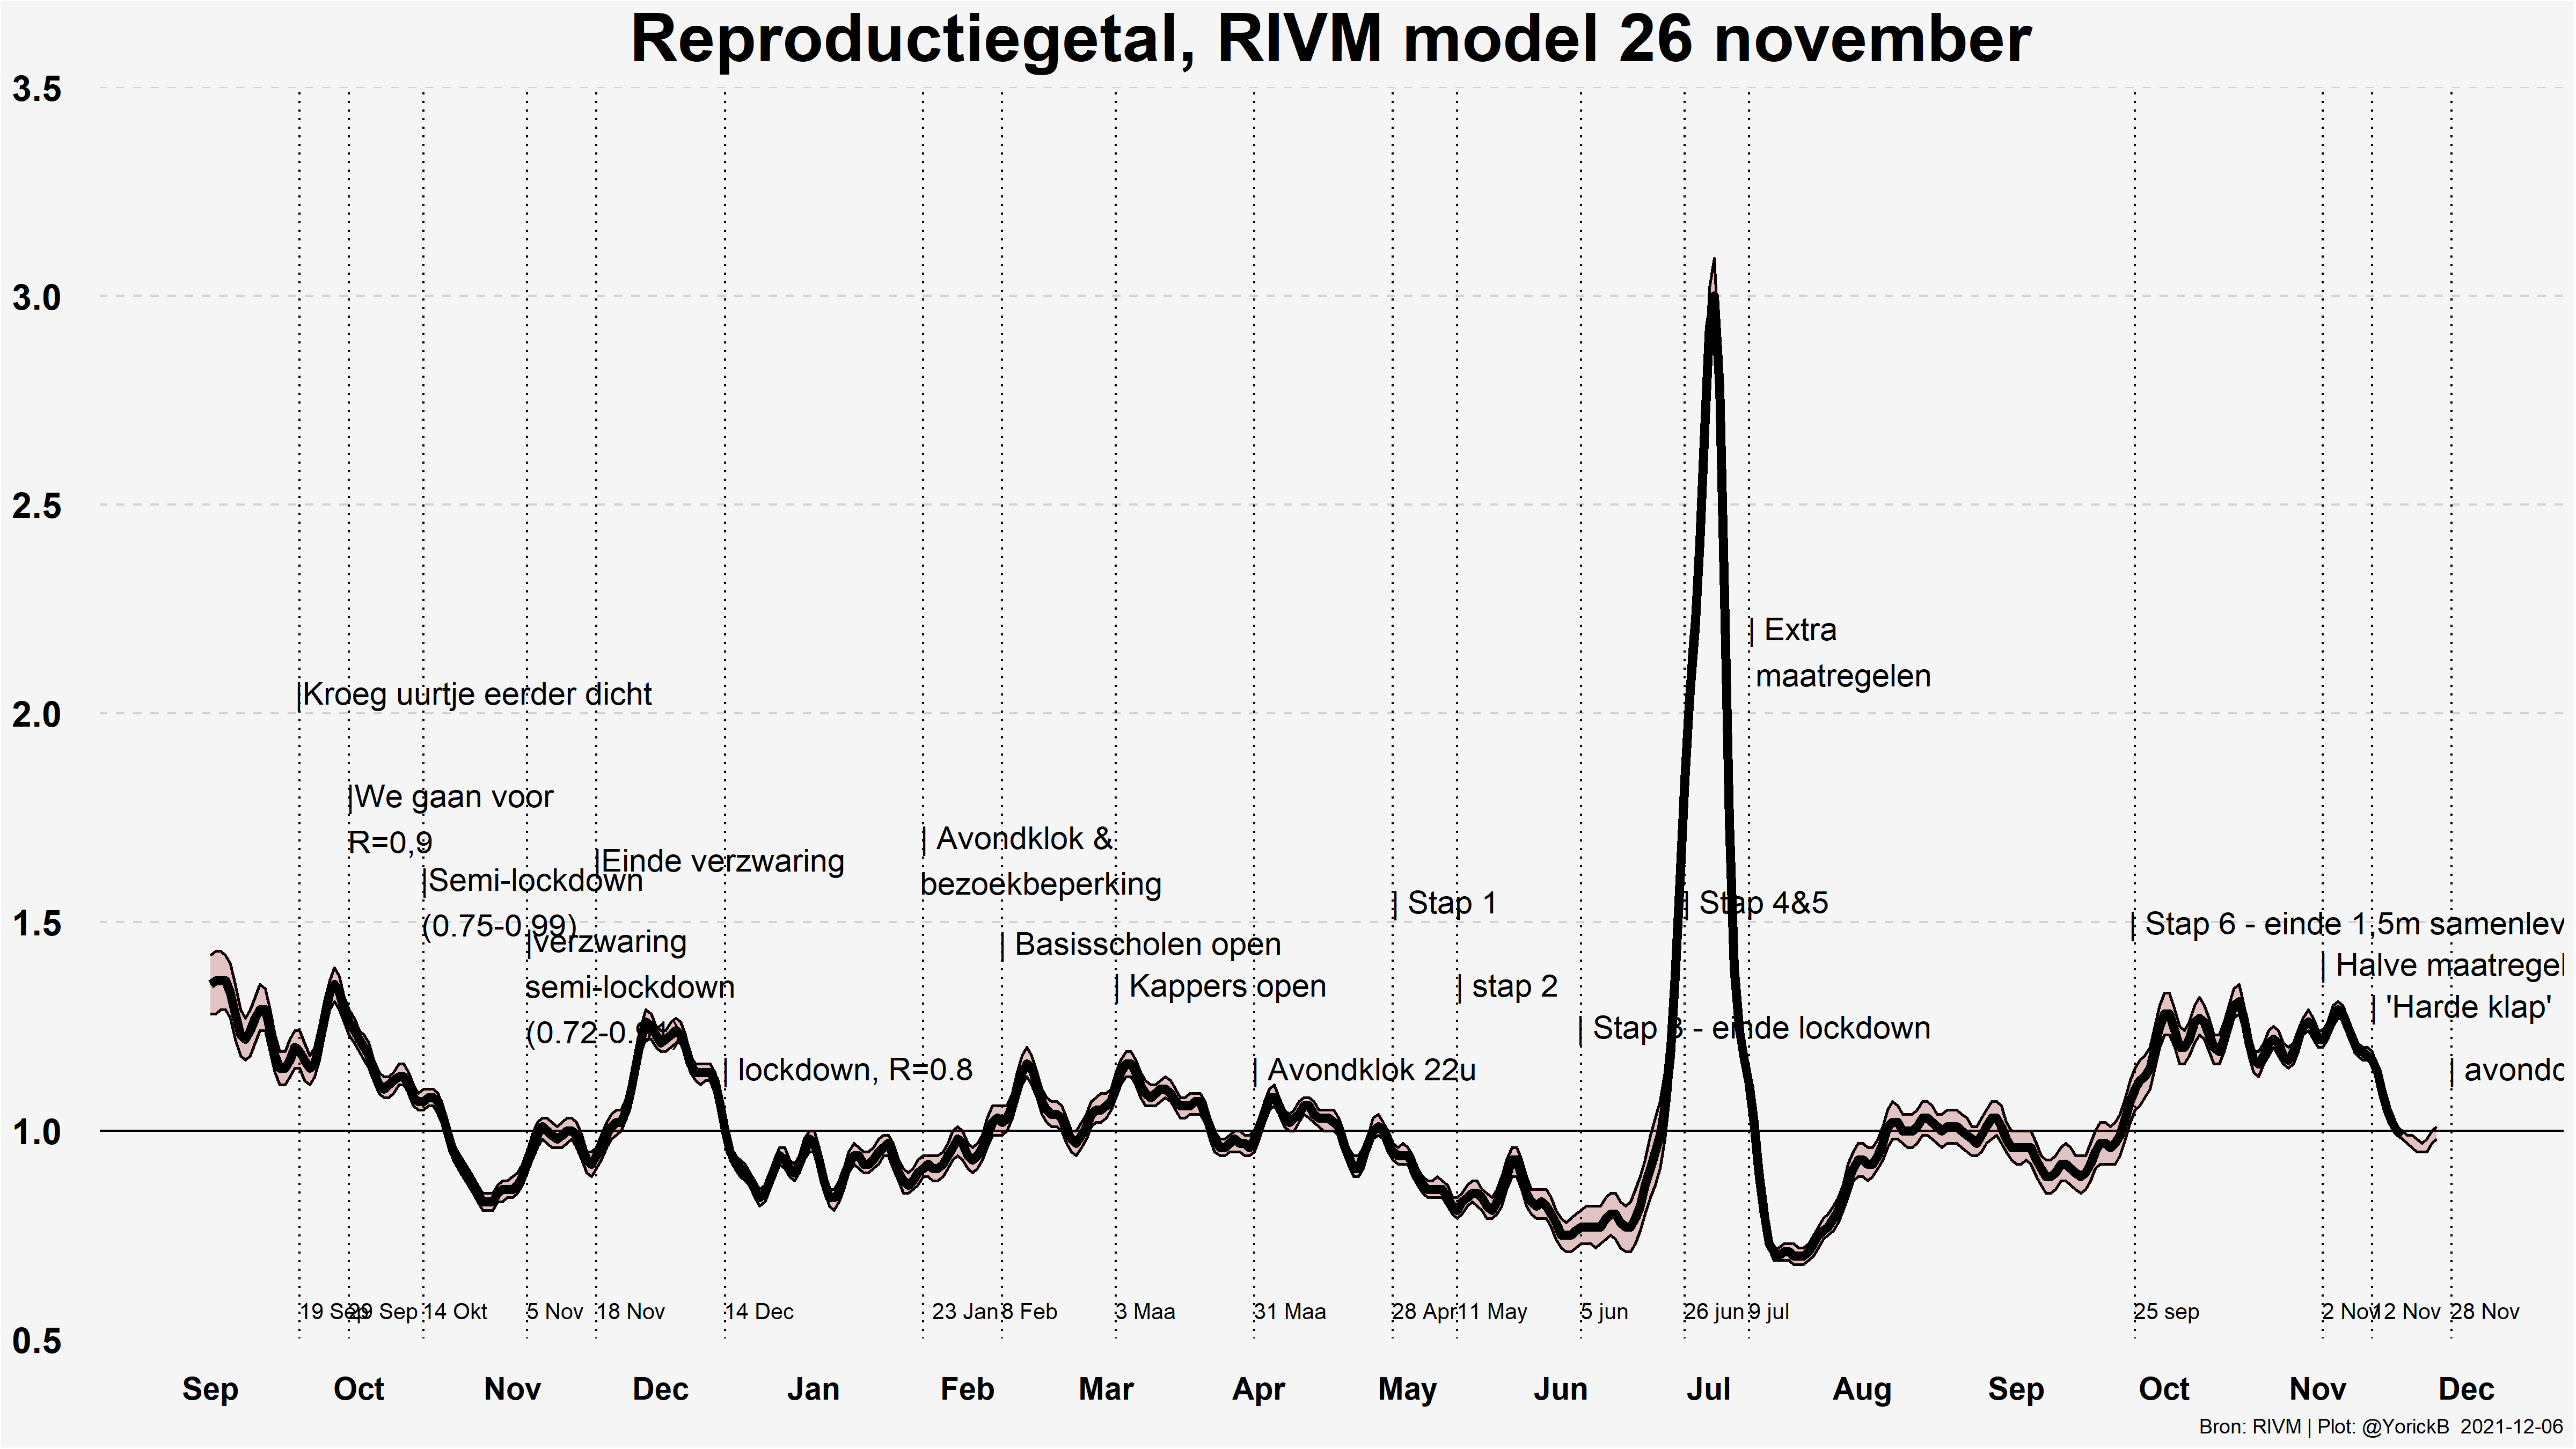 Reproductiegetal, RIVM model 26 november
3.5
3.0
2.5
2.0
1.5
1.0
0.5
|Kroeg uurtje eerder dicht
|We gaan voor
R=0,9
|Semi-lockdown
(0.75-0.99)
|verzwaring
semi-lockdown
(0.72-0.
|Einde verzwaring
| lockdown, R=0.8
| Avondklok &
bezoekbeperking
| Basisscholen open
| Kappers open
| Avondklok 22u
| Stap 1
| stap 2
| Stap 3 - einde lockdown
| Stap 4&5
| Extra
maatregelen
| Stap 6 - einde 1,5m samenlev
| Halve maatregel
| 'Harde klap'
| avondc
19 Sep 29 Sep 14 Okt 5 Nov 18 Nov 14 Dec 23 Jan 8 Feb 3 Maa 31 Maa 28 Apr 11 May 5 jun 26 jun 9 jul 25 sep 2 Nov 12 Nov 28 Nov
Sep Oct Nov Dec Jan Feb Mar Apr May Jun Jul Aug Sep Oct Nov Dec
Bron: RIVM | Plot: @YorickB 2021-12-06